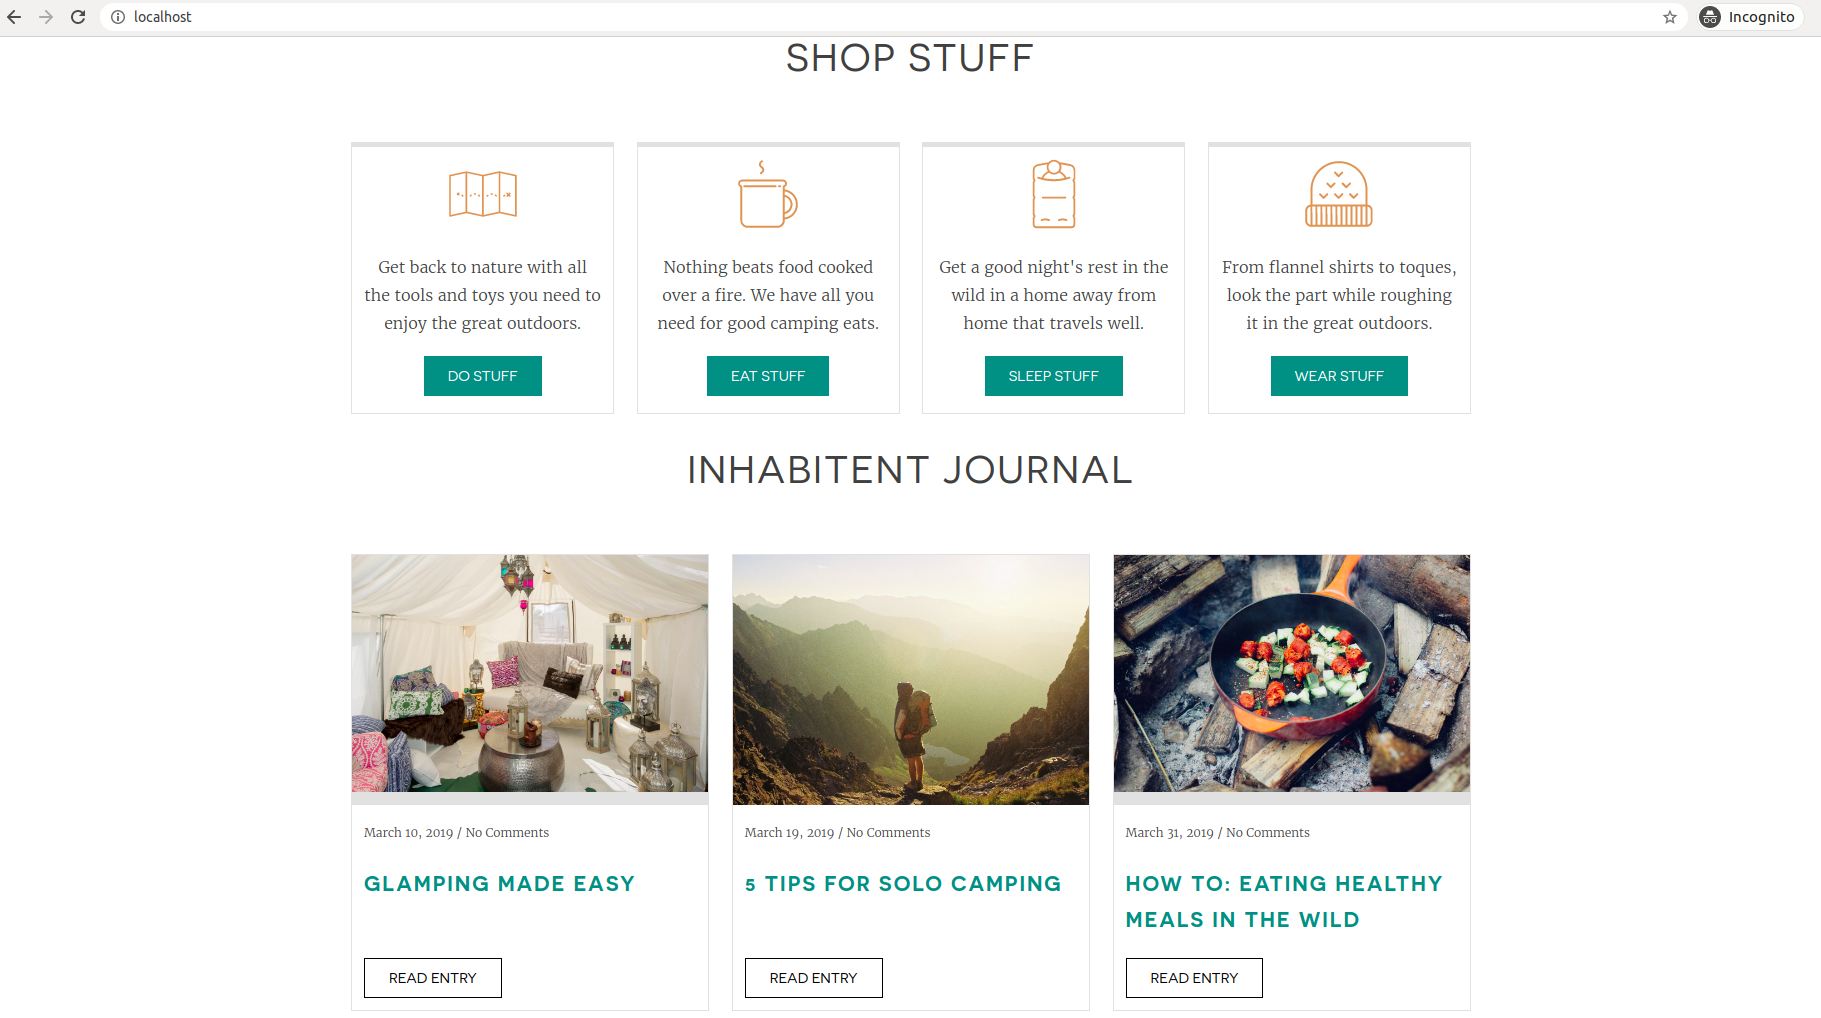 localhost
Incognito
SHOP STUFF
Get back to nature with all
the tools and toys you need to
enjoy the great outdoors.
DO STUFF
Nothing beats food cooked
over a fire. We have all you
need for good camping eats.
EAT STUFF
Get a good night's rest in the
wild in a home away from
home that travels well.
SLEEP STUFF
From flannel shirts to toques,
look the part while roughing
it in the great outdoors.
WEAR STUFF
INHABITENT JOURNAL
March 10, 2019 / No Comments
GLAMPING MADE EASY
READ ENTRY
March 19, 2019 / No Comments
5 TIPS FOR SOLO CAMPING
READ ENTRY
March 31, 2019 / No Comments
HOW TO: EATING HEALTHY
MEALS IN THE WILD
READ ENTRY